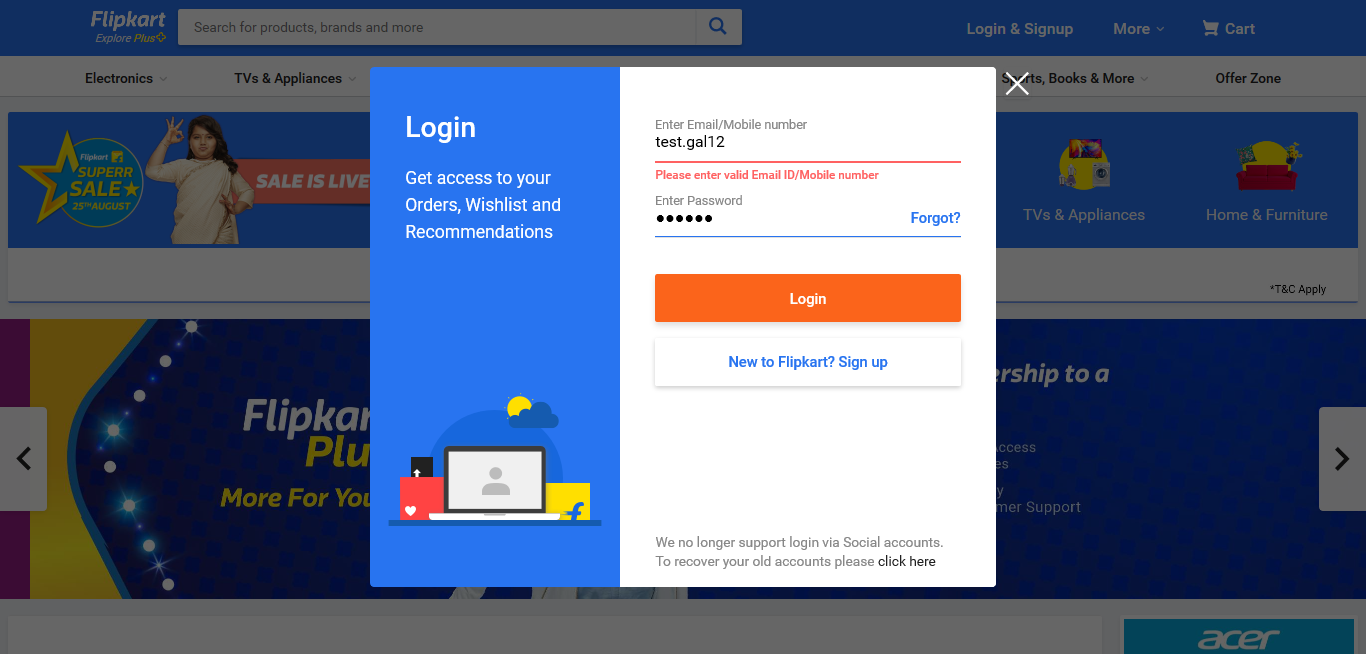 Flipkart
Explore Plus
Search for products, brands and more
Login & Signup
More
Cart
Electronics
TVs & Appliances
Sports, Books & More
Offer Zone
Flipkart
SUPERR
SALE
25TH AUGUST
SALE IS LIVE
TVs & Appliances
Home & Furniture
*T&C Apply
Login
Get access to your
Orders, Wishlist and
Recommendations
Enter Email/Mobile number
test.gal12
Please enter valid Email ID/Mobile number
Enter Password
Forgot?
Login
New to Flipkart? Sign up
We no longer support login via Social accounts.
To recover your old accounts please click here
Flipkar
Plu
More For You
ership to a
Access
es
y
mer Support
acer